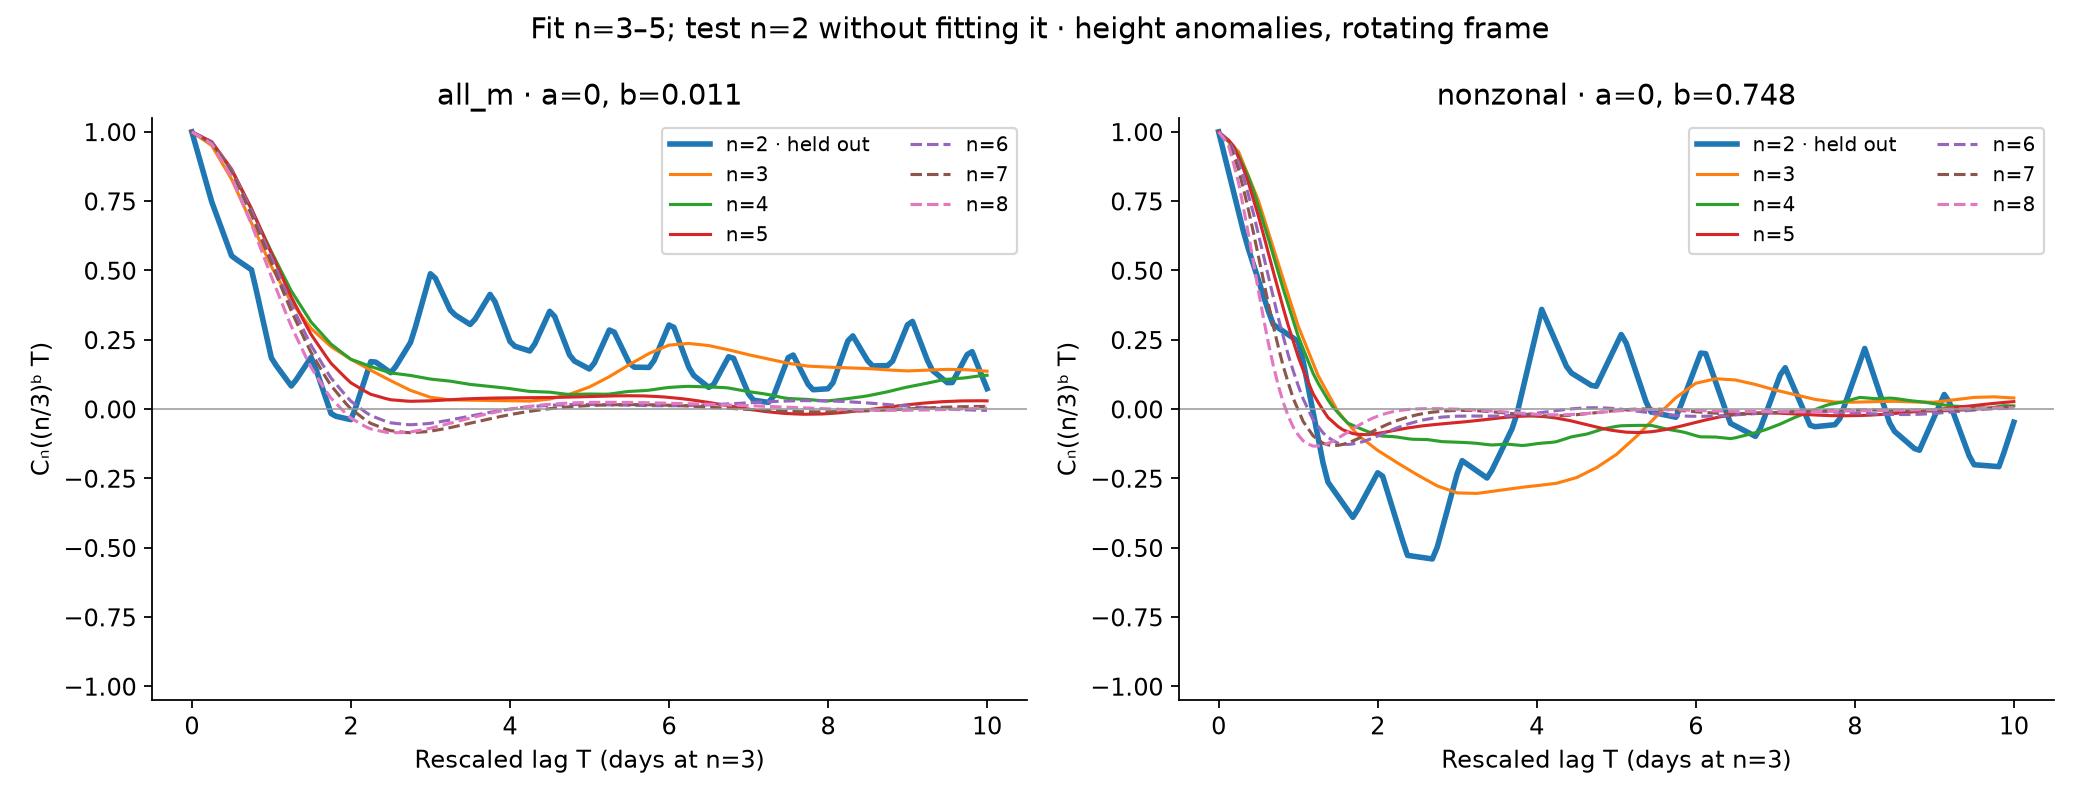 Fit n=3–5; test n=2 without fitting it · height anomalies, rotating frame
all_m · a=0, b=0.011
Cₙ((n/3)ᵇ T)
1.00
0.75
0.50
0.25
0.00
−0.25
−0.50
−0.75
−1.00
n=2 · held out
n=3
n=4
n=5
n=6
n=7
n=8
0 2 4 6 8 10
Rescaled lag T (days at n=3)
nonzonal · a=0, b=0.748
Cₙ((n/3)ᵇ T)
1.00
0.75
0.50
0.25
0.00
−0.25
−0.50
−0.75
−1.00
n=2 · held out
n=3
n=4
n=5
n=6
n=7
n=8
0 2 4 6 8 10
Rescaled lag T (days at n=3)